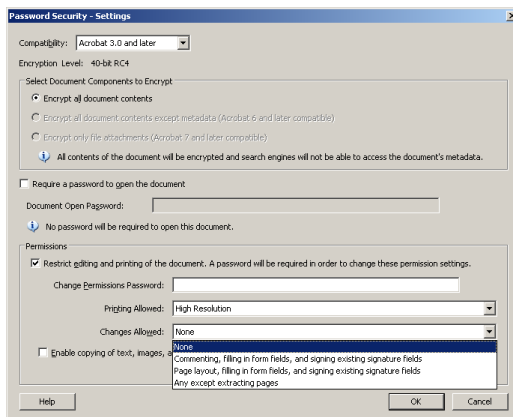 Password Security - Settings
Compatibility: Acrobat 3.0 and later
Encryption Level: 40-bit RC4
Select Document Components to Encrypt
Encrypt all document contents
Encrypt all document contents except metadata (Acrobat 6 and later compatible)
Encrypt only file attachments (Acrobat 7 and later compatible)
All contents of the document will be encrypted and search engines will not be able to access the document's metadata.
Require a password to open the document
Document Open Password:
No password will be required to open this document.
Permissions
Restrict editing and printing of the document. A password will be required in order to change these permission settings.
Change Permissions Password:
Printing Allowed: High Resolution
Changes Allowed: None
None
Enable copying of text, images, a
Commenting, filling in form fields, and signing existing signature fields
Page layout, filling in form fields, and signing existing signature fields
Any except extracting pages
Help OK Cancel